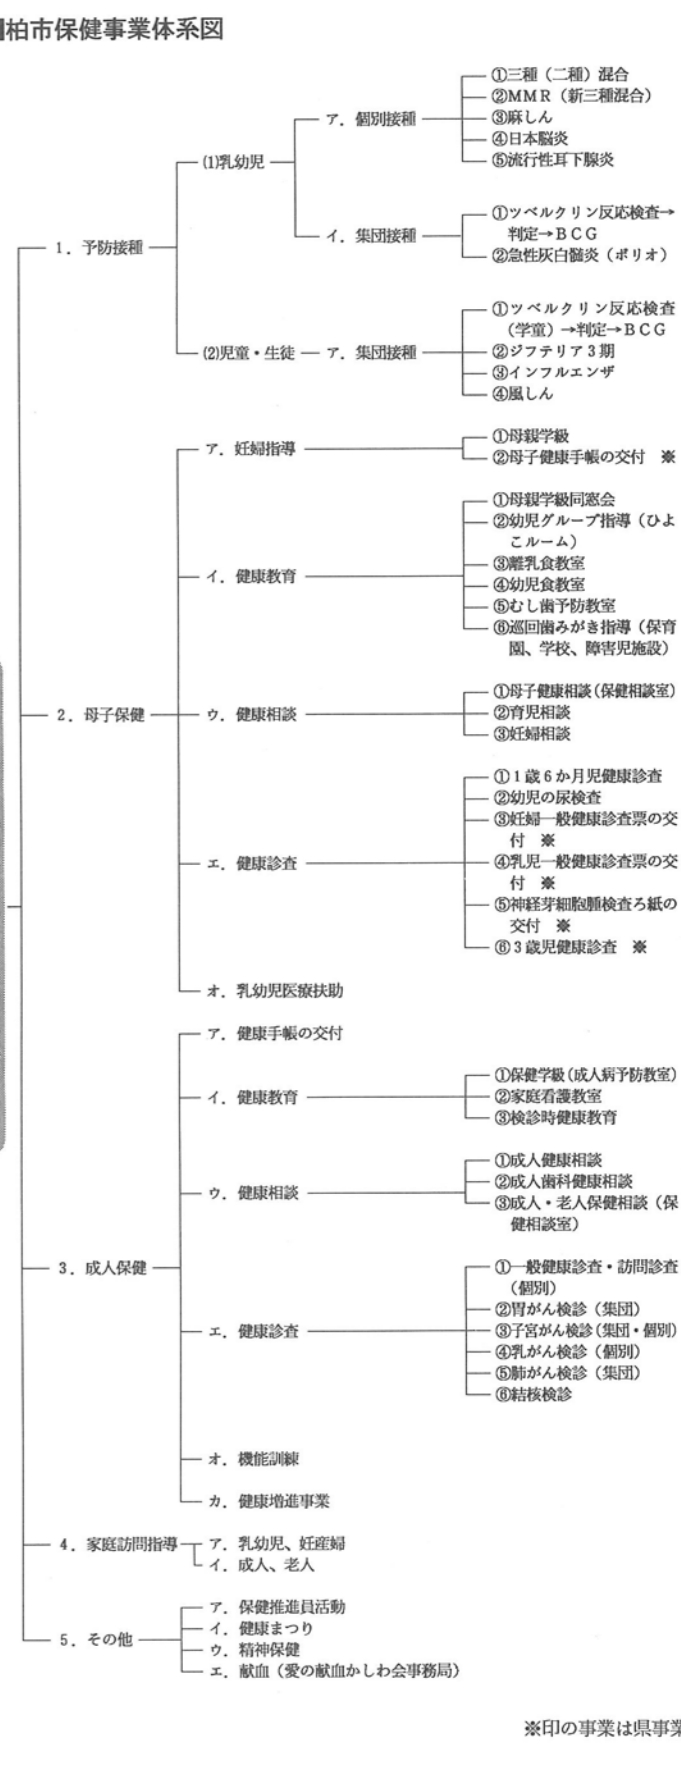 柏市保健事業体系図
1．予防接種
(1)乳幼児
ア．個別接種
①三種（二種）混合
②MMR（新三種混合）
③麻しん
④日本脳炎
⑤流行性耳下腺炎
イ．集団接種
①ツベルクリン反応検査→
判定→BCG
②急性灰白髄炎（ポリオ）
(2)児童・生徒
ア．集団接種
①ツベルクリン反応検査
（学童）→判定→BCG
②ジフテリア3期
③インフルエンザ
④風しん
2．母子保健
ア．妊婦指導
①母親学級
②母子健康手帳の交付　※
イ．健康教育
①母親学級同窓会
②幼児グループ指導（ひよ
こルーム）
③離乳食教室
④幼児食教室
⑤むし歯予防教室
⑥巡回歯みがき指導（保育
園、学校、障害児施設）
ウ．健康相談
①母子健康相談（保健相談室）
②育児相談
③妊婦相談
エ．健康診査
①1歳6か月児健康診査
②幼児の尿検査
③妊婦一般健康診査票の交
付　※
④乳児一般健康診査票の交
付　※
⑤神経芽細胞腫検査ろ紙の
交付　※
⑥3歳児健康診査　※
オ．乳幼児医療扶助
3．成人保健
ア．健康手帳の交付
イ．健康教育
①保健学級（成人病予防教室）
②家庭看護教室
③検診時健康教育
ウ．健康相談
①成人健康相談
②成人歯科健康相談
③成人・老人保健相談（保
健相談室）
エ．健康診査
①一般健康診査・訪問診査
（個別）
②胃がん検診（集団）
③子宮がん検診（集団・個別）
④乳がん検診（個別）
⑤肺がん検診（集団）
⑥結核検診
オ．機能訓練
カ．健康増進事業
4．家庭訪問指導
ア．乳幼児、妊産婦
イ．成人、老人
5．その他
ア．保健推進員活動
イ．健康まつり
ウ．精神保健
エ．献血（愛の献血かしわ会事務局）
※印の事業は県事業